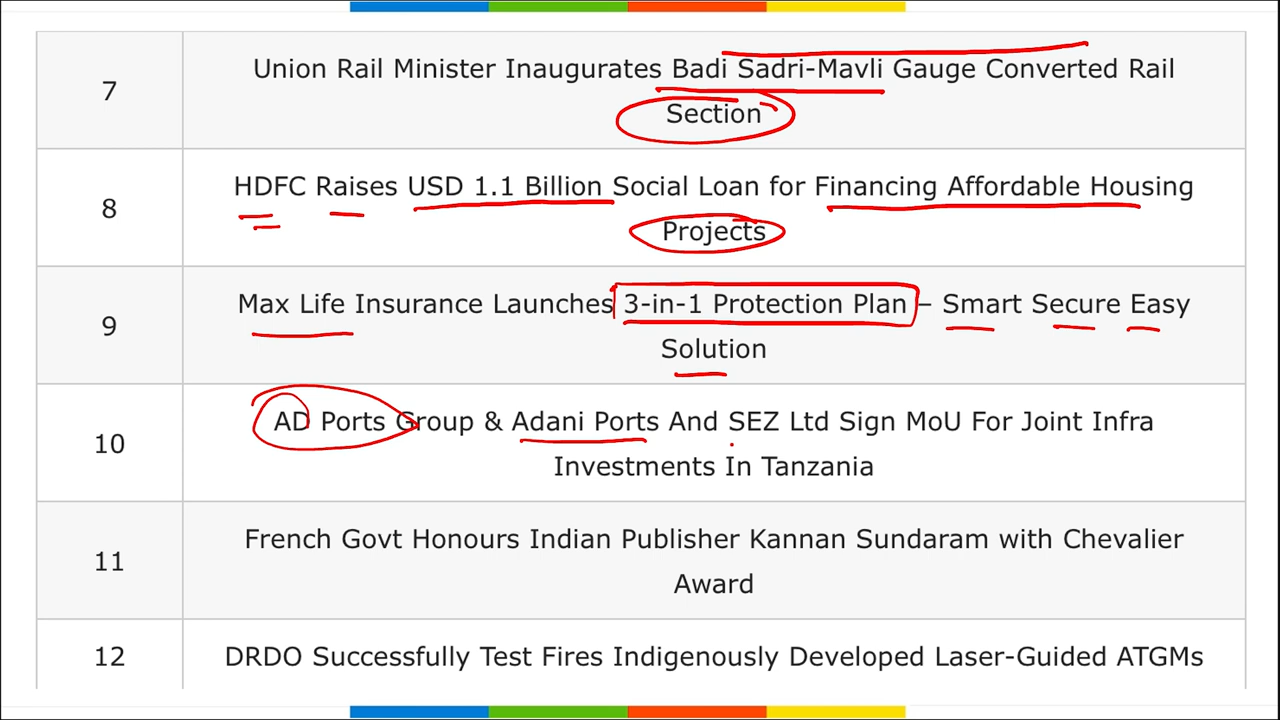 7
Union Rail Minister Inaugurates Badi Sadri-Mavli Gauge Converted Rail
Section
8
HDFC Raises USD 1.1 Billion Social Loan for Financing Affordable Housing
Projects
9
Max Life Insurance Launches 3-in-1 Protection Plan – Smart Secure Easy
Solution
10
AD Ports Group & Adani Ports And SEZ Ltd Sign MoU For Joint Infra
Investments In Tanzania
11
French Govt Honours Indian Publisher Kannan Sundaram with Chevalier
Award
12
DRDO Successfully Test Fires Indigenously Developed Laser-Guided ATGMs